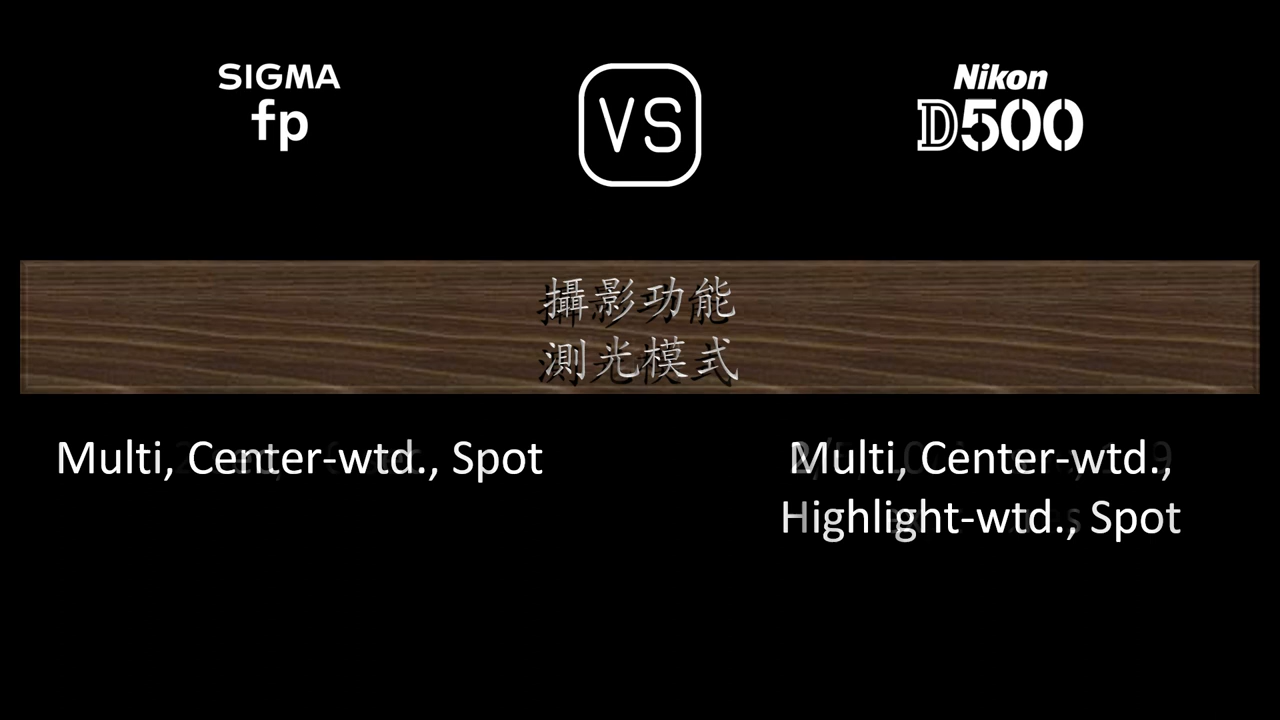 SIGMA
fp
VS
Nikon
D500
攝影功能
測光模式
Multi, Center-wtd., Spot
Multi, Center-wtd.,
Highlight-wtd., Spot